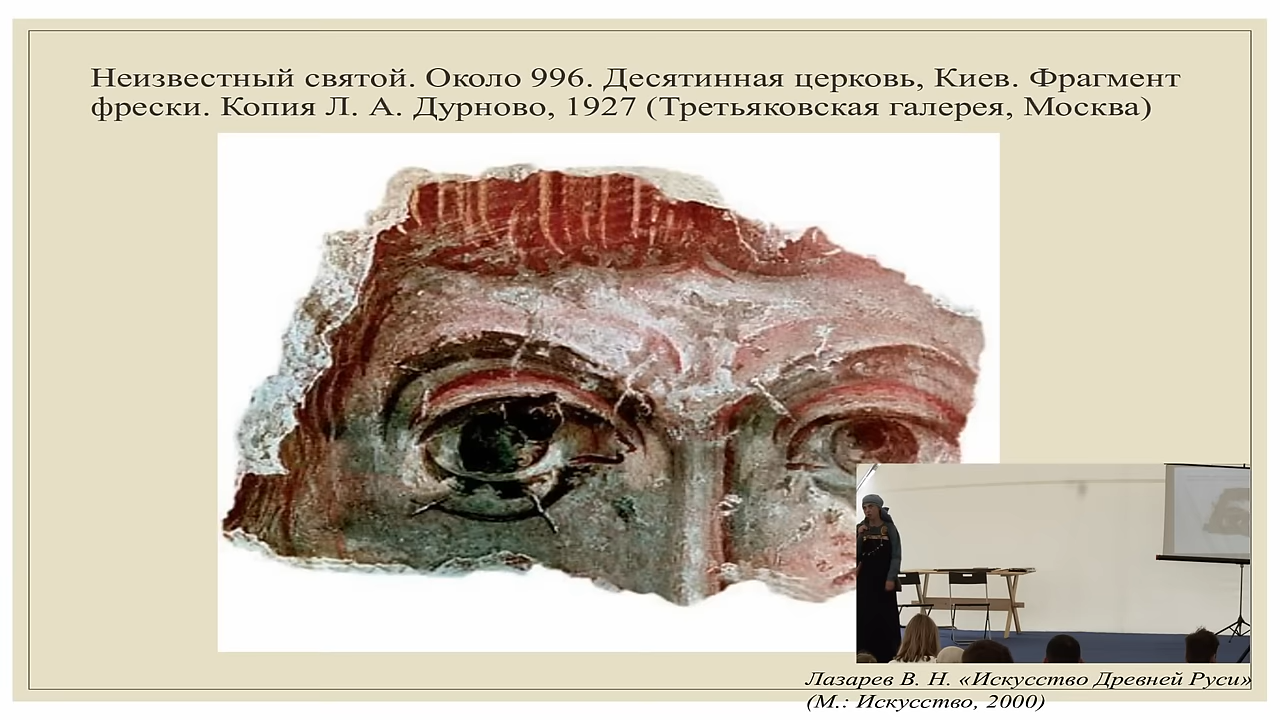 Неизвестный святой. Около 996. Десятинная церковь, Киев. Фрагмент
фрески. Копия Л. А. Дурново, 1927 (Третьяковская галерея, Москва)
Лазарев В. Н. «Искусство Древней Руси»
(М.: Искусство, 2000)